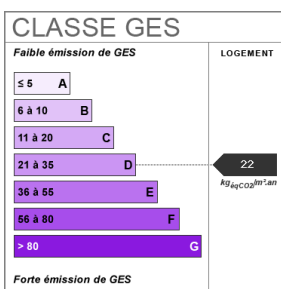 CLASSE GES
Faible émission de GES
LOGEMENT
≤ 5 A
6 à 10 B
11 à 20 C
21 à 35 D
22
kgéqCO2/m².an
36 à 55 E
56 à 80 F
> 80 G
Forte émission de GES